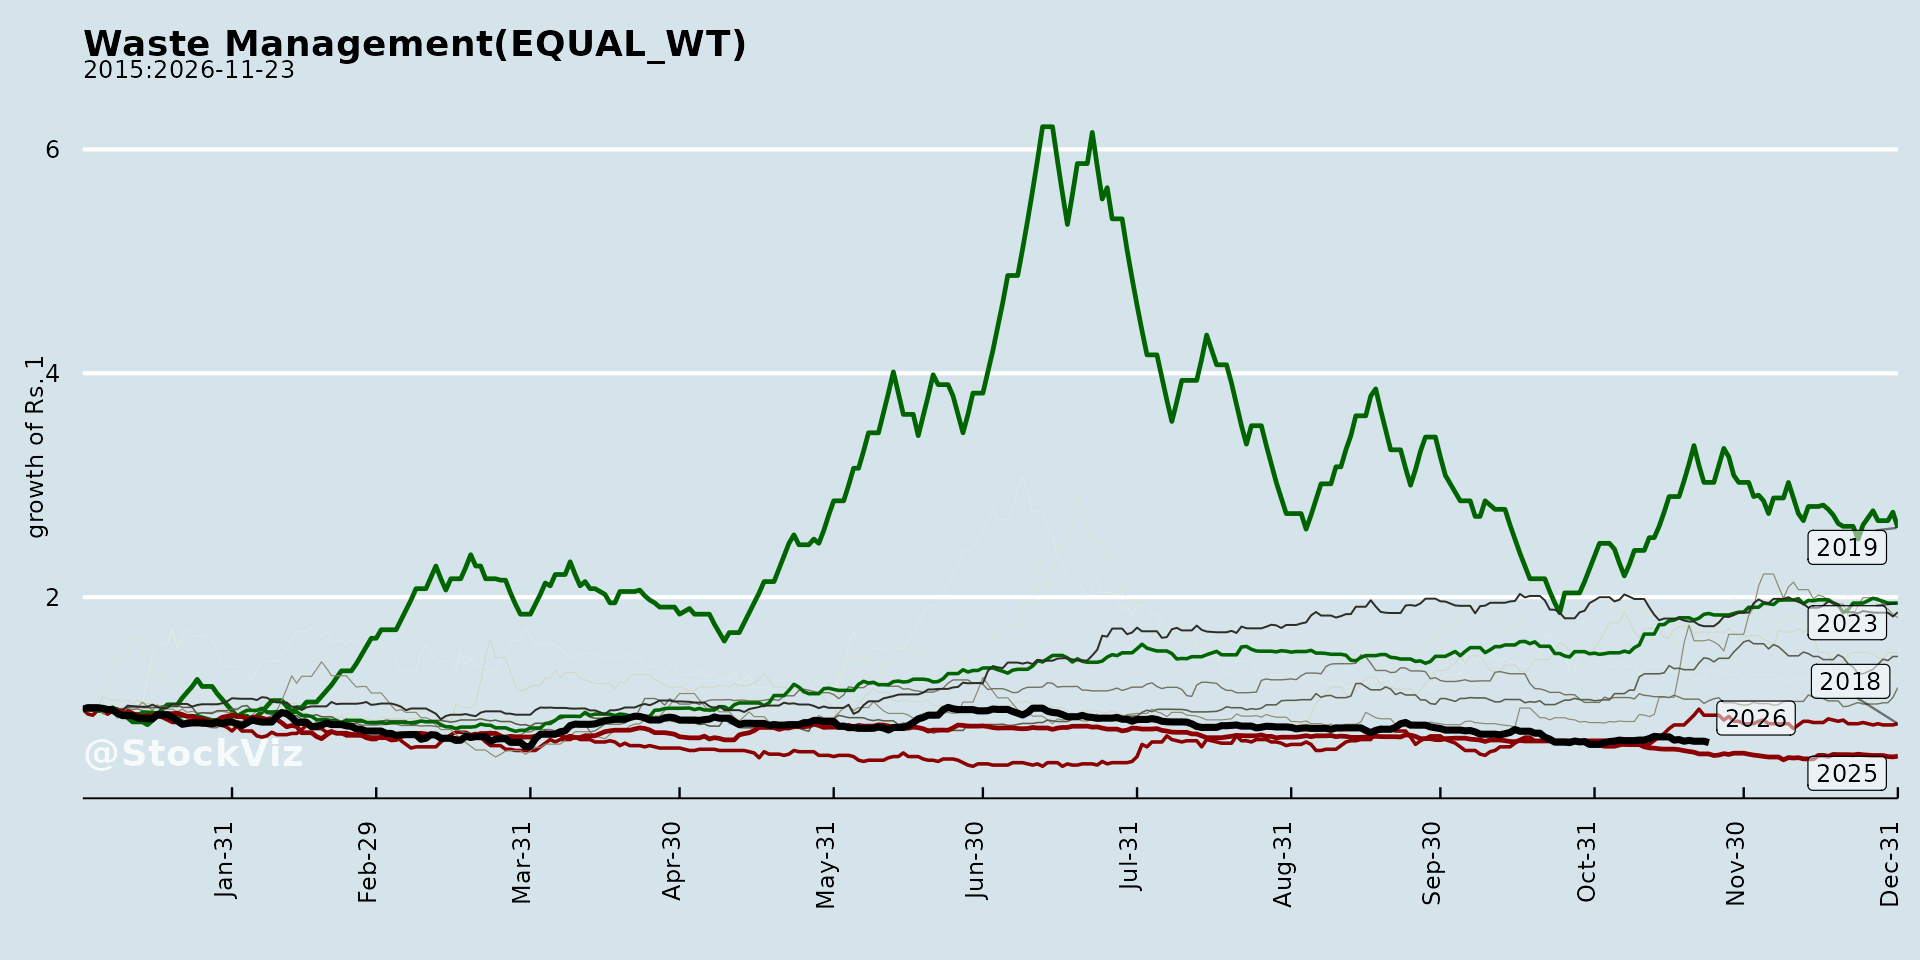 Waste Management(EQUAL_WT)
2015:2026-11-23
growth of Rs. 1
6
4
2
2019
2023
2018
2026
2025
@StockViz
Jan-31
Feb-29
Mar-31
Apr-30
May-31
Jun-30
Jul-31
Aug-31
Sep-30
Oct-31
Nov-30
Dec-31